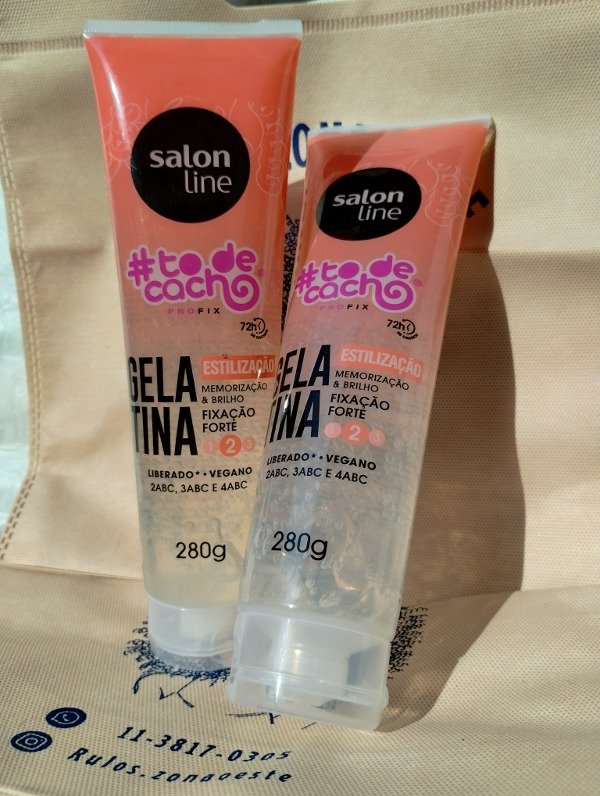 salon
line
#todecacho®
PROFIX
72h
GELA
TINA
ESTILIZAÇÃO
MEMORIZAÇÃO
& BRILHO
FIXAÇÃO
FORTE
1 2 3
LIBERADO* • VEGANO
2ABC, 3ABC E 4ABC
280g
salon
line
#todecacho®
PROFIX
72h
GELA
TINA
ESTILIZAÇÃO
MEMORIZAÇÃO
& BRILHO
FIXAÇÃO
FORTE
1 2 3
LIBERADO* • VEGANO
2ABC, 3ABC E 4ABC
280g
11-3817-0305
Rulos.zonaoeste